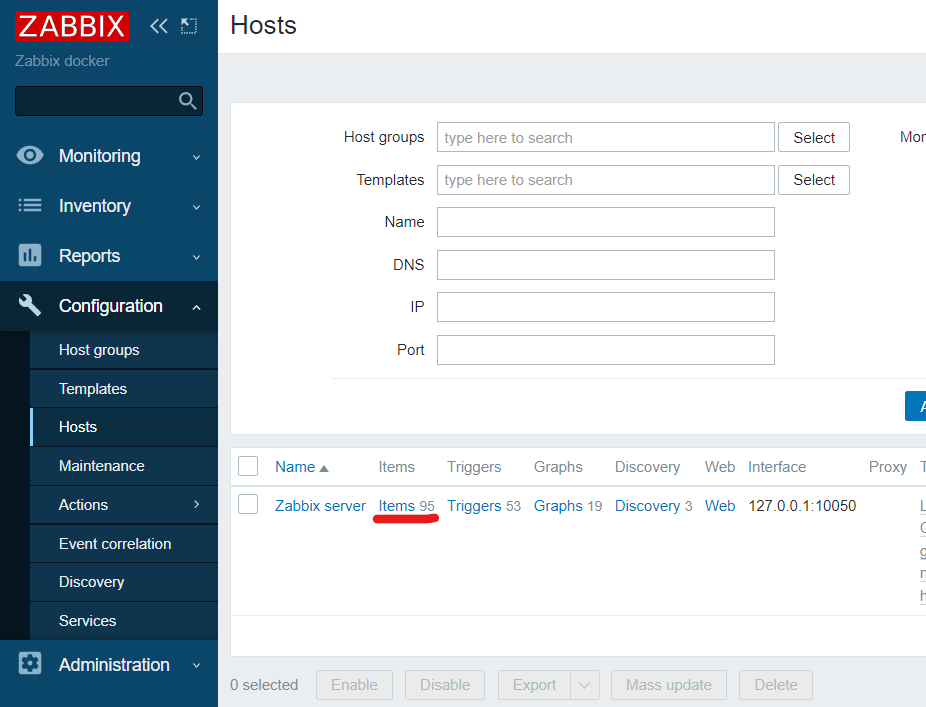 ZABBIX
Zabbix docker
Monitoring
Inventory
Reports
Configuration
Host groups
Templates
Hosts
Maintenance
Actions
Event correlation
Discovery
Services
Administration
Hosts
Host groups type here to search Select Mon
Templates type here to search Select
Name
DNS
IP
Port
A
Name Items Triggers Graphs Discovery Web Interface Proxy T
Zabbix server Items 95 Triggers 53 Graphs 19 Discovery 3 Web 127.0.0.1:10050
0 selected Enable Disable Export Mass update Delete